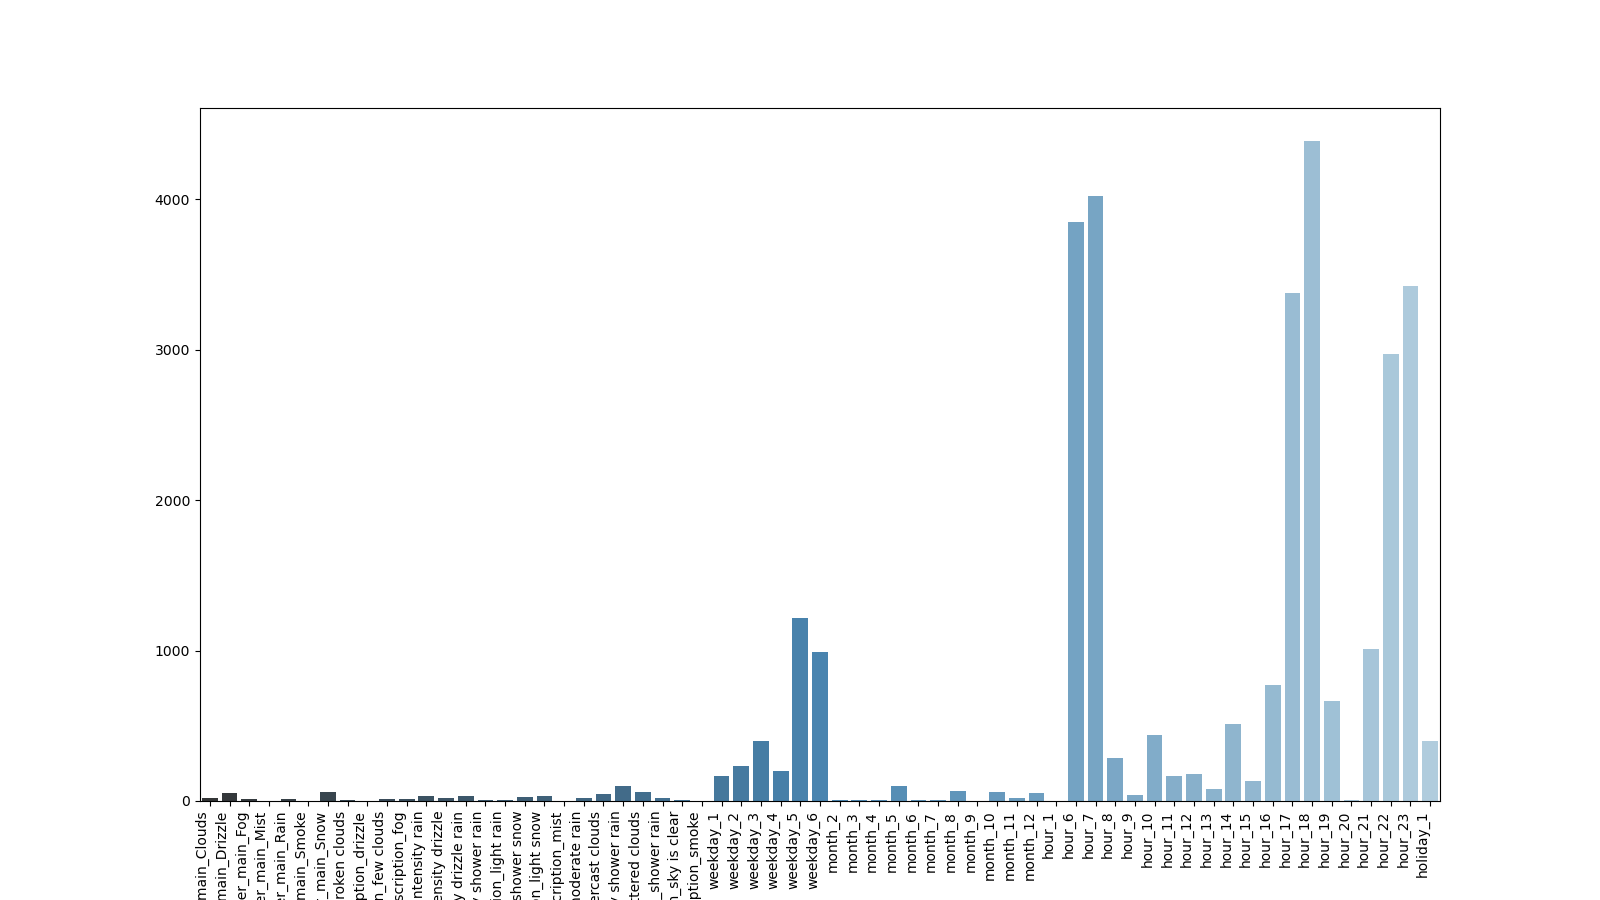 4000
3000
2000
1000
0
main_Clouds
main_Drizzle
er_main_Fog
er_main_Mist
er_main_Rain
main_Smoke
_main_Snow
roken clouds
ption_drizzle
n_few clouds
scription_fog
ntensity rain
ensity drizzle
y drizzle rain
shower rain
ion_light rain
shower snow
n_light snow
cription_mist
moderate rain
ercast clouds
y shower rain
ttered clouds
_shower rain
n_sky is clear
ption_smoke
weekday_1
weekday_2
weekday_3
weekday_4
weekday_5
weekday_6
month_2
month_3
month_4
month_5
month_6
month_7
month_8
month_9
month_10
month_11
month_12
hour_1
hour_6
hour_7
hour_8
hour_9
hour_10
hour_11
hour_12
hour_13
hour_14
hour_15
hour_16
hour_17
hour_18
hour_19
hour_20
hour_21
hour_22
hour_23
holiday_1